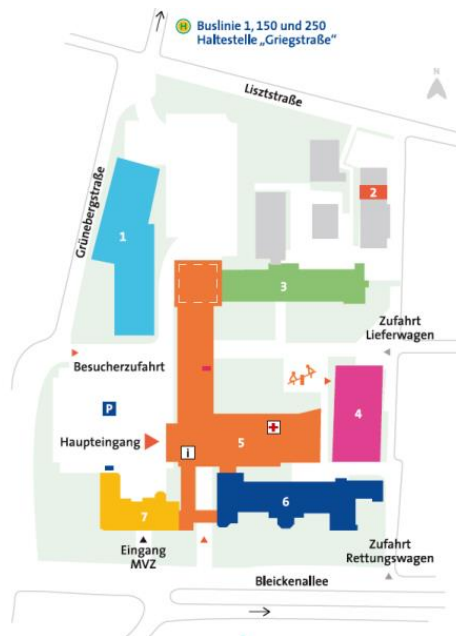 H Buslinie 1, 150 und 250
Haltestelle „Griegstraße“
Lisztstraße
N
Grünebergstraße
2
1
3
Zufahrt
Lieferwagen
Besucherzufahrt
P
4
Haupteingang
5
i
6
7
Eingang
MVZ
Zufahrt
Rettungswagen
Bleickenallee